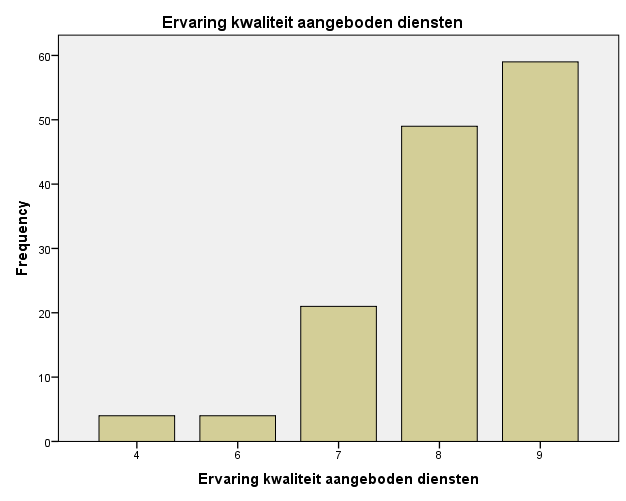 Ervaring kwaliteit aangeboden diensten
Frequency
60
50
40
30
20
10
0
4 6 7 8 9
Ervaring kwaliteit aangeboden diensten